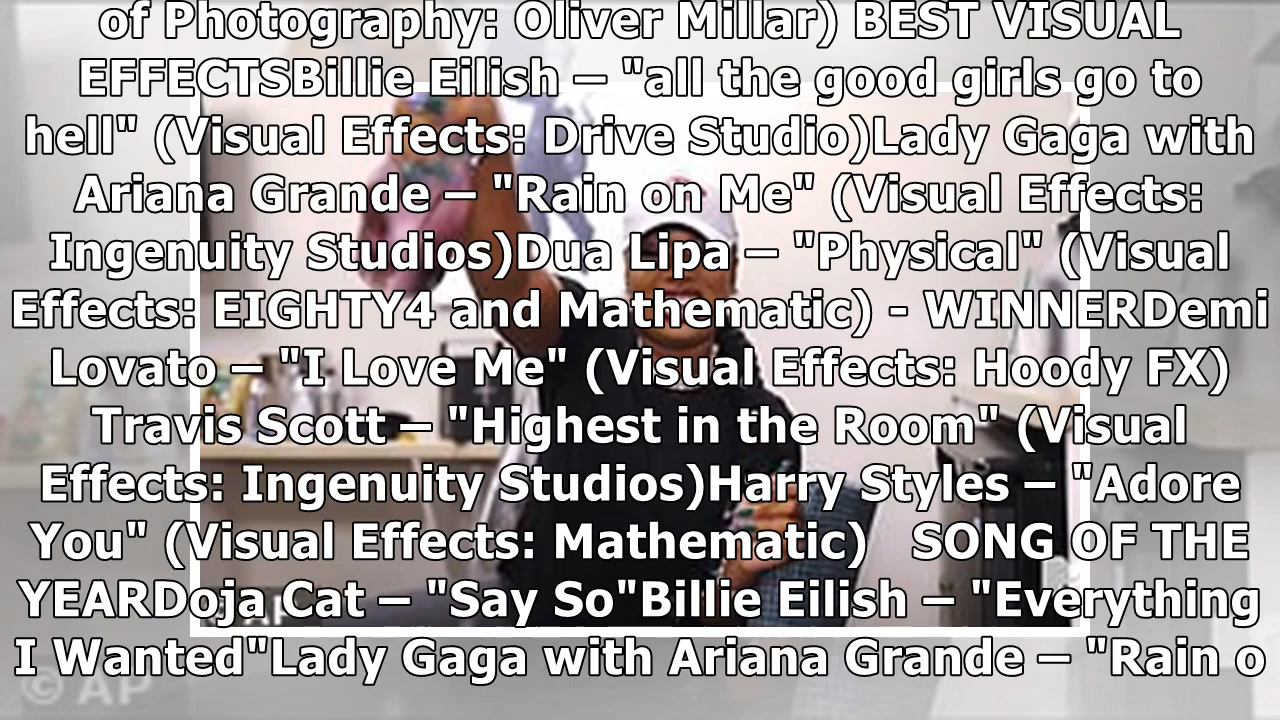 of Photography: Oliver Millar) BEST VISUAL
EFFECTSBillie Eilish – "all the good girls go to
hell" (Visual Effects: Drive Studio)Lady Gaga with
Ariana Grande – "Rain on Me" (Visual Effects:
Ingenuity Studios)Dua Lipa – "Physical" (Visual
Effects: EIGHTY4 and Mathematic) - WINNERDemi
Lovato – "I Love Me" (Visual Effects: Hoody FX)
Travis Scott – "Highest in the Room" (Visual
Effects: Ingenuity Studios)Harry Styles – "Adore
You" (Visual Effects: Mathematic)   SONG OF THE
YEARDoja Cat – "Say So"Billie Eilish – "Everything
I Wanted"Lady Gaga with Ariana Grande – "Rain o
© AP
AP